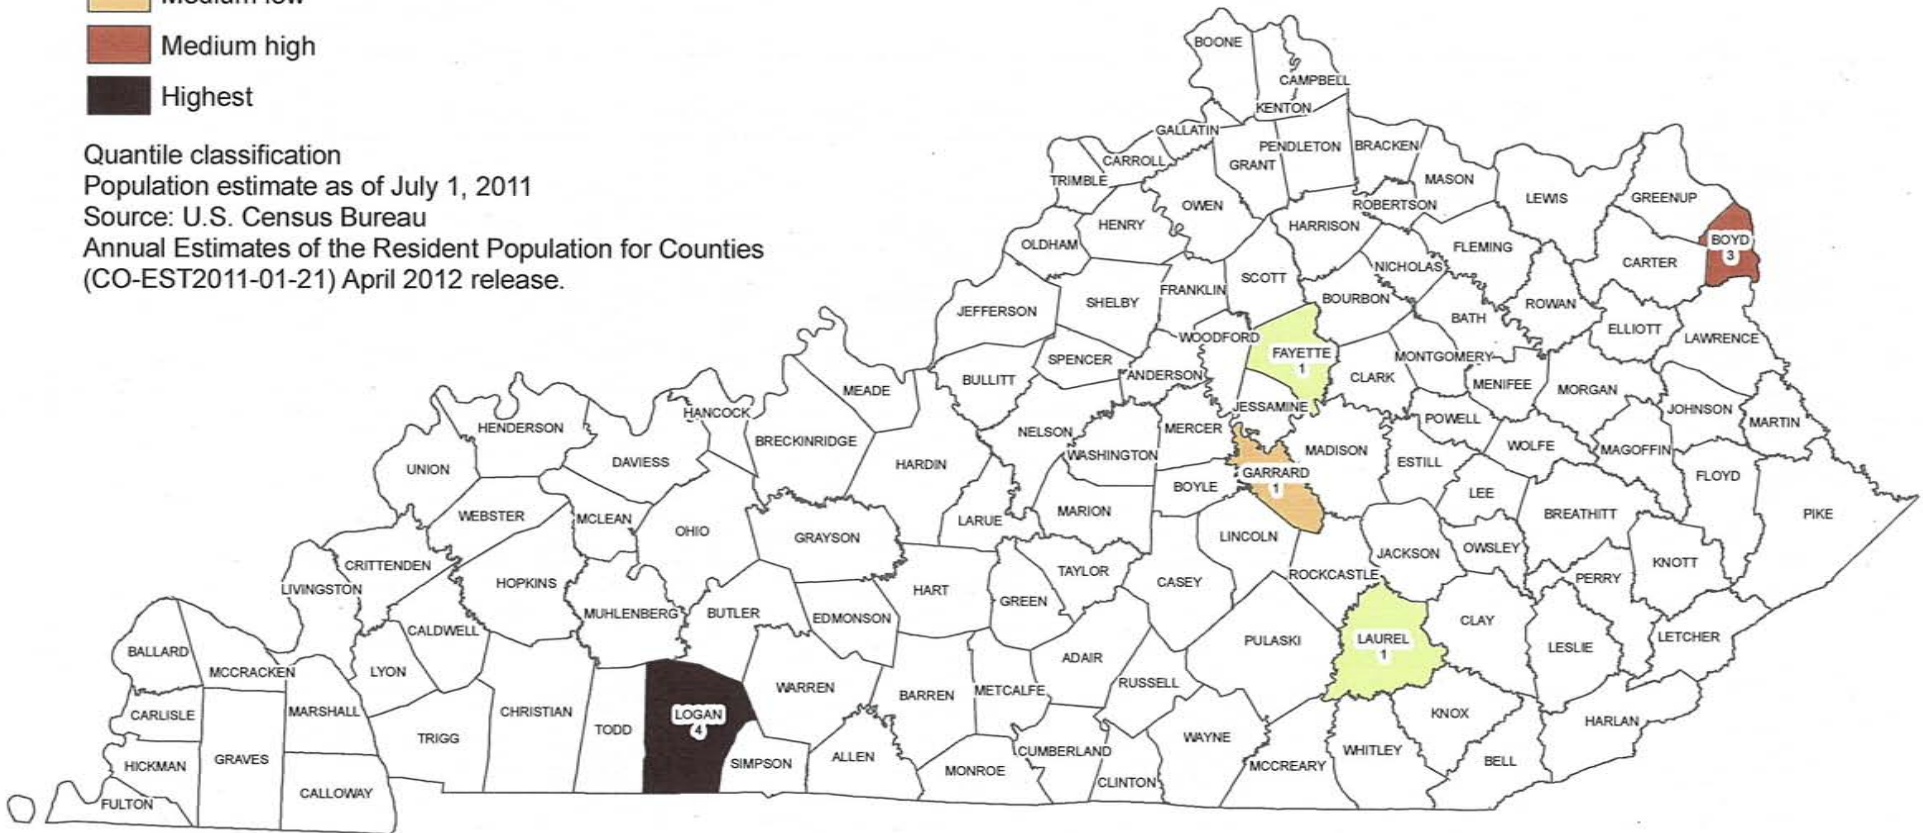 Medium low
Medium high
Highest
Quantile classification
Population estimate as of July 1, 2011
Source: U.S. Census Bureau
Annual Estimates of the Resident Population for Counties
(CO-EST2011-01-21) April 2012 release.
BOONE
CAMPBELL
KENTON
GALLATIN
PENDLETON
BRACKEN
CARROLL
GRANT
TRIMBLE
MASON
OWEN
ROBERTSON
LEWIS
GREENUP
HENRY
HARRISON
OLDHAM
FLEMING
BOYD
3
NICHOLAS
CARTER
SCOTT
FRANKLIN
SHELBY
BOURBON
ROWAN
JEFFERSON
BATH
ELLIOTT
LAWRENCE
WOODFORD
FAYETTE
1
SPENCER
MONTGOMERY
ANDERSON
CLARK
BULLITT
MENIFEE
MORGAN
MEADE
JESSAMINE
JOHNSON
HANCOCK
POWELL
MARTIN
HENDERSON
MERCER
NELSON
BRECKINRIDGE
WOLFE
MADISON
MAGOFFIN
WASHINGTON
DAVIESS
HARDIN
ESTILL
UNION
GARRARD
1
FLOYD
BOYLE
LEE
MARION
BREATHITT
PIKE
WEBSTER
MCLEAN
LARUE
OHIO
GRAYSON
LINCOLN
OWSLEY
JACKSON
CRITTENDEN
KNOTT
TAYLOR
ROCKCASTLE
PERRY
HOPKINS
CASEY
LIVINGSTON
HART
GREEN
MUHLENBERG
BUTLER
EDMONSON
CLAY
CALDWELL
LAUREL
1
PULASKI
LETCHER
LESLIE
BALLARD
ADAIR
MCCRACKEN
LYON
RUSSELL
WARREN
METCALFE
BARREN
CARLISLE
MARSHALL
CHRISTIAN
LOGAN
4
KNOX
HARLAN
TODD
TRIGG
WAYNE
CUMBERLAND
WHITLEY
ALLEN
GRAVES
BELL
SIMPSON
HICKMAN
MCCREARY
MONROE
CLINTON
CALLOWAY
FULTON